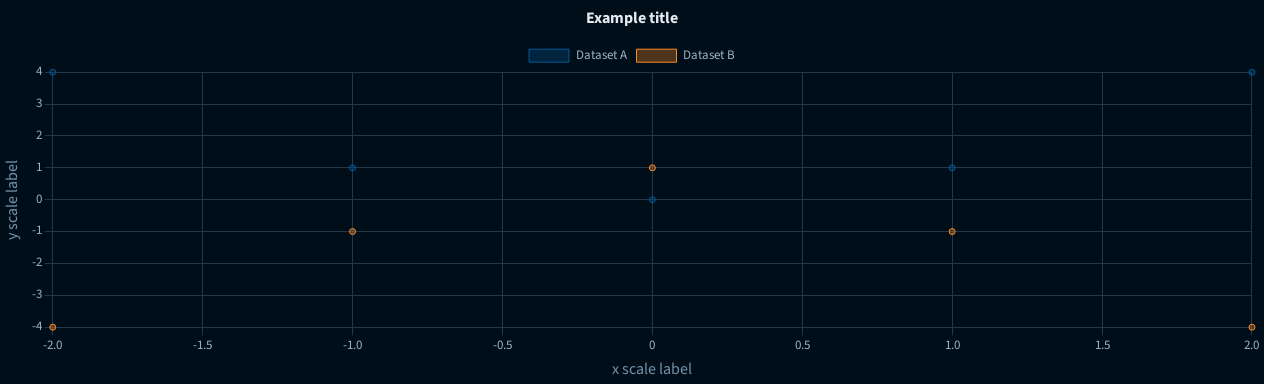 Example title
Dataset A Dataset B
4
3
2
1
0
-1
-2
-3
-4
y scale label
-2.0 -1.5 -1.0 -0.5 0 0.5 1.0 1.5 2.0
x scale label